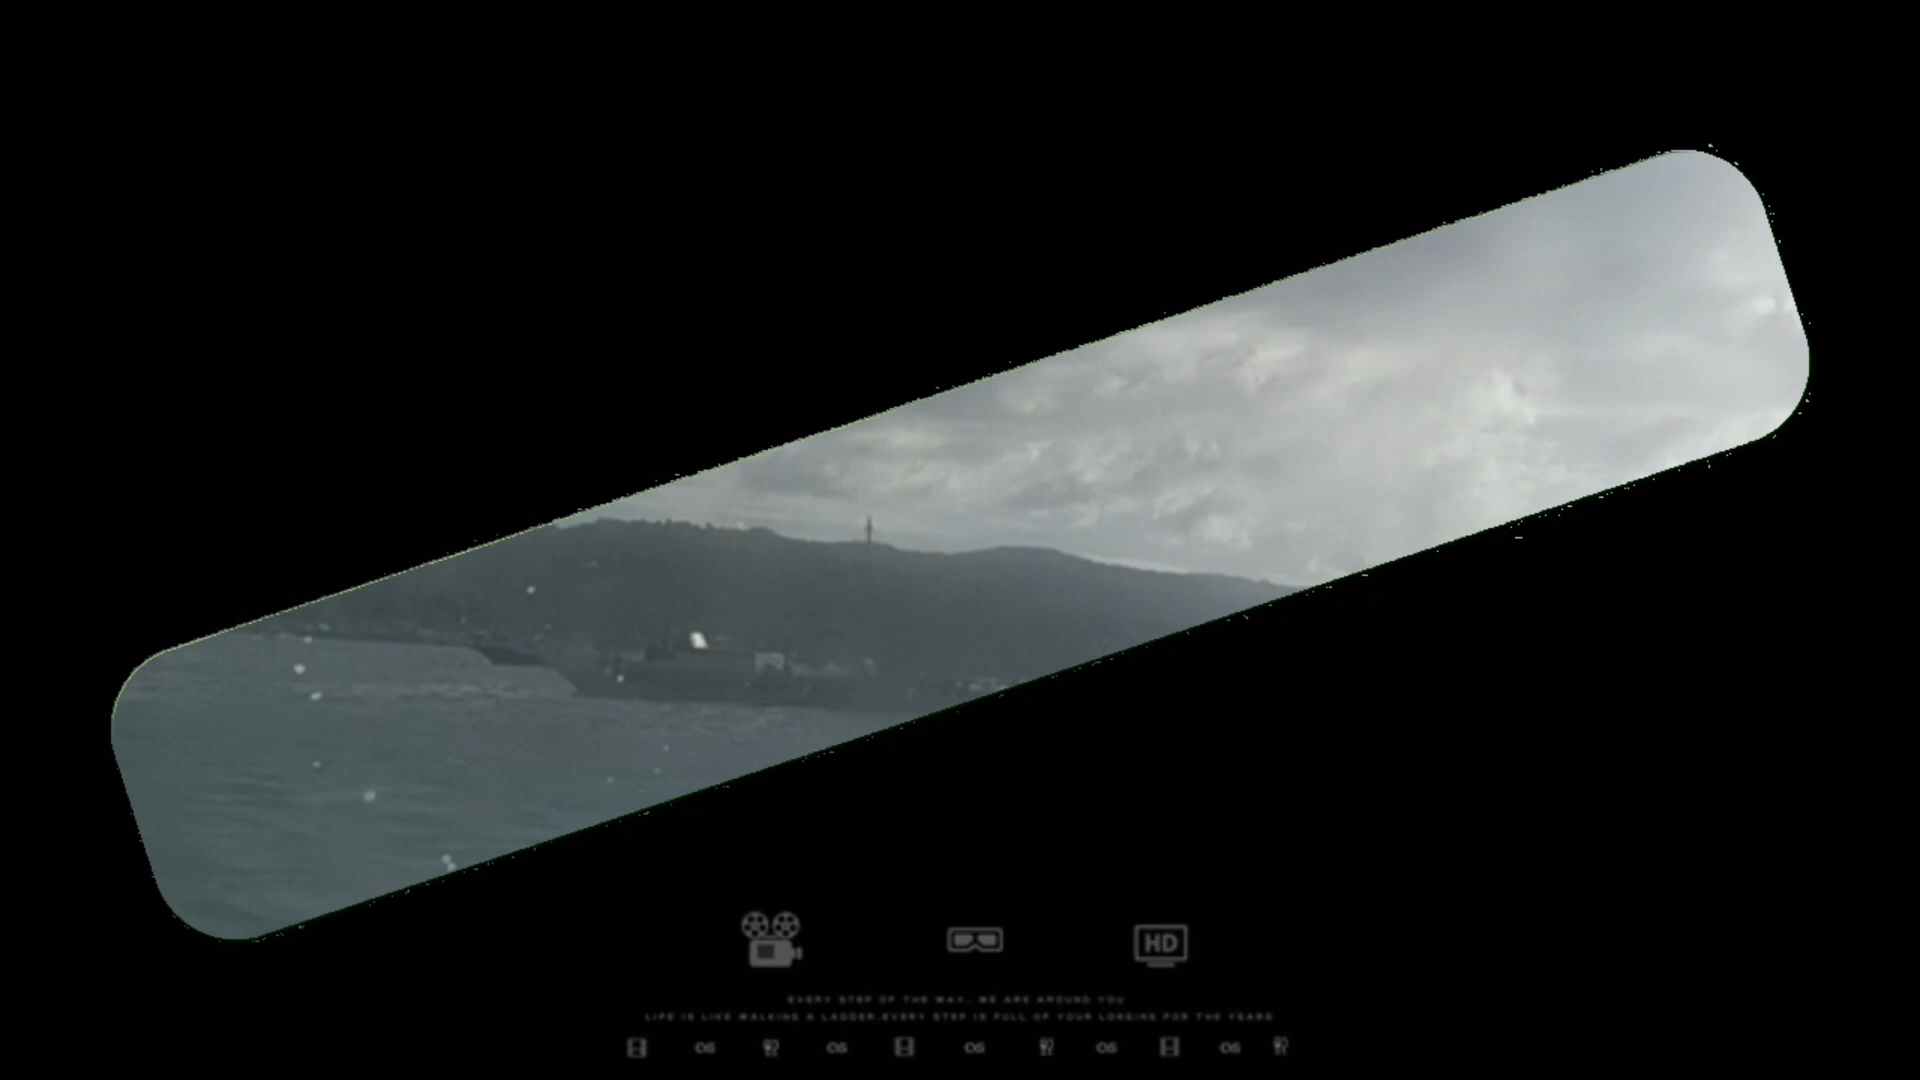 HD
EVERY STEP OF THE WAY, WE ARE AROUND YOU
LIFE IS LIKE WALKING A LADDER.EVERY STEP IS FULL OF YOUR LONGING FOR THE YEARS